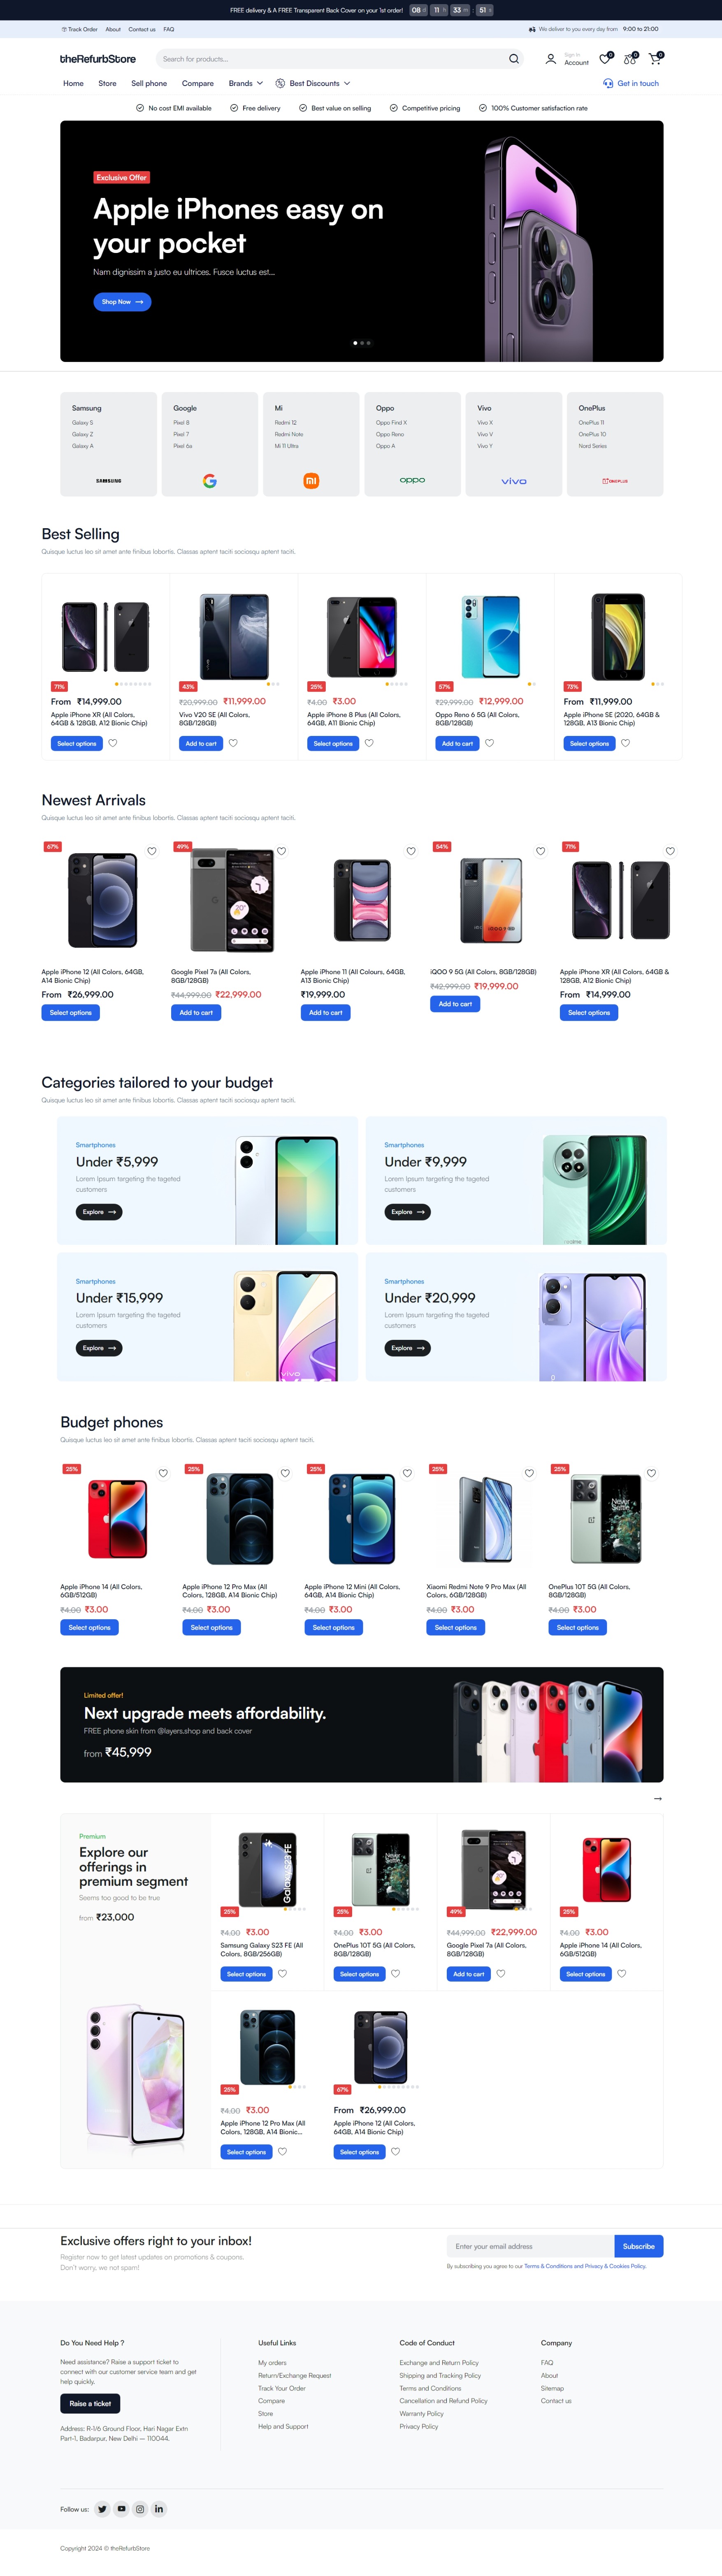 FREE delivery & A FREE Transparent Back Cover on your 1st order! 08 d 11 h 33 m : 51 s
Track Order About Contact us FAQ
We deliver to you every day from 9:00 to 21:00
theRefurbStore
Search for products...
Sign In
Account
0 0 0
Home Store Sell phone Compare Brands Best Discounts
Get in touch
No cost EMI available Free delivery Best value on selling Competitive pricing 100% Customer satisfaction rate
Exclusive Offer
Apple iPhones easy on
your pocket
Nam dignissim a justo eu ultrices. Fusce luctus est...
Shop Now
Samsung
Galaxy S
Galaxy Z
Galaxy A
SAMSUNG
Google
Pixel 8
Pixel 7
Pixel 6a
Mi
Redmi 12
Redmi Note
Mi 11 Ultra
Oppo
Oppo Find X
Oppo Reno
Oppo A
oppo
Vivo
Vivo X
Vivo V
Vivo Y
vivo
OnePlus
OnePlus 11
OnePlus 10
Nord Series
ONEPLUS
Best Selling
Quisque luctus leo sit amet ante finibus lobortis. Classas aptent taciti sociosqu aptent taciti.
71%
From ₹14,999.00
Apple iPhone XR (All Colors,
64GB & 128GB, A12 Bionic Chip)
Select options
43%
₹20,999.00 ₹11,999.00
Vivo V20 SE (All Colors,
8GB/128GB)
Add to cart
25%
₹4.00 ₹3.00
Apple iPhone 8 Plus (All Colors,
64GB, A11 Bionic Chip)
Select options
57%
₹29,999.00 ₹12,999.00
Oppo Reno 6 5G (All Colors,
8GB/128GB)
Add to cart
73%
From ₹11,999.00
Apple iPhone SE (2020, 64GB &
128GB, A13 Bionic Chip)
Select options
Newest Arrivals
Quisque luctus leo sit amet ante finibus lobortis. Classas aptent taciti sociosqu aptent taciti.
67%
Apple iPhone 12 (All Colors, 64GB,
A14 Bionic Chip)
From ₹26,999.00
Select options
49%
Google Pixel 7a (All Colors,
8GB/128GB)
₹44,999.00 ₹22,999.00
Add to cart
Apple iPhone 11 (All Colours, 64GB,
A13 Bionic Chip)
₹19,999.00
Add to cart
54%
iQOO 9 5G (All Colors, 8GB/128GB)
₹42,999.00 ₹19,999.00
Add to cart
71%
Apple iPhone XR (All Colors, 64GB &
128GB, A12 Bionic Chip)
From ₹14,999.00
Select options
Categories tailored to your budget
Quisque luctus leo sit amet ante finibus lobortis. Classas aptent taciti sociosqu aptent taciti.
Smartphones
Under ₹5,999
Lorem Ipsum targeting the tageted
customers
Explore
Smartphones
Under ₹9,999
Lorem Ipsum targeting the tageted
customers
Explore
realme
Smartphones
Under ₹15,999
Lorem Ipsum targeting the tageted
customers
Explore
vivo
Smartphones
Under ₹20,999
Lorem Ipsum targeting the tageted
customers
Explore
Budget phones
Quisque luctus leo sit amet ante finibus lobortis. Classas aptent taciti sociosqu aptent taciti.
25%
Apple iPhone 14 (All Colors,
6GB/512GB)
₹4.00 ₹3.00
Select options
25%
Apple iPhone 12 Pro Max (All
Colors, 128GB, A14 Bionic Chip)
₹4.00 ₹3.00
Select options
25%
Apple iPhone 12 Mini (All Colors,
64GB, A14 Bionic Chip)
₹4.00 ₹3.00
Select options
25%
Xiaomi Redmi Note 9 Pro Max (All
Colors, 6GB/128GB)
₹4.00 ₹3.00
Select options
25%
Never
Settle
OnePlus 10T 5G (All Colors,
8GB/128GB)
₹4.00 ₹3.00
Select options
Limited offer!
Next upgrade meets affordability.
FREE phone skin from @layers.shop and back cover
from ₹45,999
Premium
Explore our
offerings in
premium segment
Seems too good to be true
from ₹23,000
Galaxy S23 FE
25%
₹4.00 ₹3.00
Samsung Galaxy S23 FE (All
Colors, 8GB/256GB)
Select options
25%
₹4.00 ₹3.00
OnePlus 10T 5G (All Colors,
8GB/128GB)
Select options
49%
₹44,999.00 ₹22,999.00
Google Pixel 7a (All Colors,
8GB/128GB)
Add to cart
25%
₹4.00 ₹3.00
Apple iPhone 14 (All Colors,
6GB/512GB)
Select options
25%
₹4.00 ₹3.00
Apple iPhone 12 Pro Max (All
Colors, 128GB, A14 Bionic...
Select options
67%
From ₹26,999.00
Apple iPhone 12 (All Colors,
64GB, A14 Bionic Chip)
Select options
Exclusive offers right to your inbox!
Register now to get latest updates on promotions & coupons.
Don't worry, we not spam!
Enter your email address
Subscribe
By subscribing you agree to our Terms & Conditions and Privacy & Cookies Policy.
Do You Need Help ?
Need assistance? Raise a support ticket to
connect with our customer service team and get
help quickly.
Raise a ticket
Address: R-1/6 Ground Floor, Hari Nagar Extn
Part-1, Badarpur, New Delhi – 110044.
Useful Links
My orders
Return/Exchange Request
Track Your Order
Compare
Store
Help and Support
Code of Conduct
Exchange and Return Policy
Shipping and Tracking Policy
Terms and Conditions
Cancellation and Refund Policy
Warranty Policy
Privacy Policy
Company
FAQ
About
Sitemap
Contact us
Follow us:
Copyright 2024 © theRefurbStore